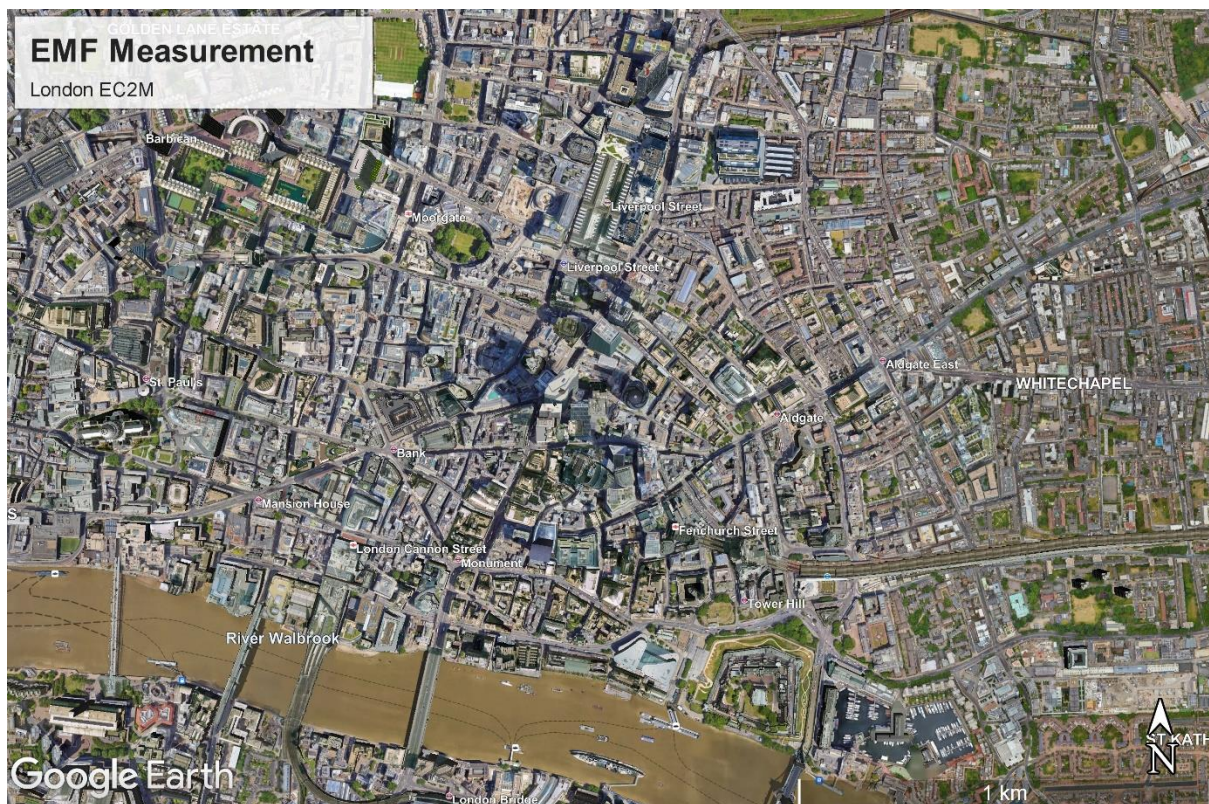 GOLDEN LANE ESTATE
EMF Measurement
London EC2M
Barbican
Moorgate
Liverpool Street
Liverpool Street
Aldgate East
WHITECHAPEL
St. Paul's
Aldgate
Bank
Mansion House
Fenchurch Street
London Cannon Street
Monument
Tower Hill
River Walbrook
ST KATH
N
Google Earth
1 km
London Bridge